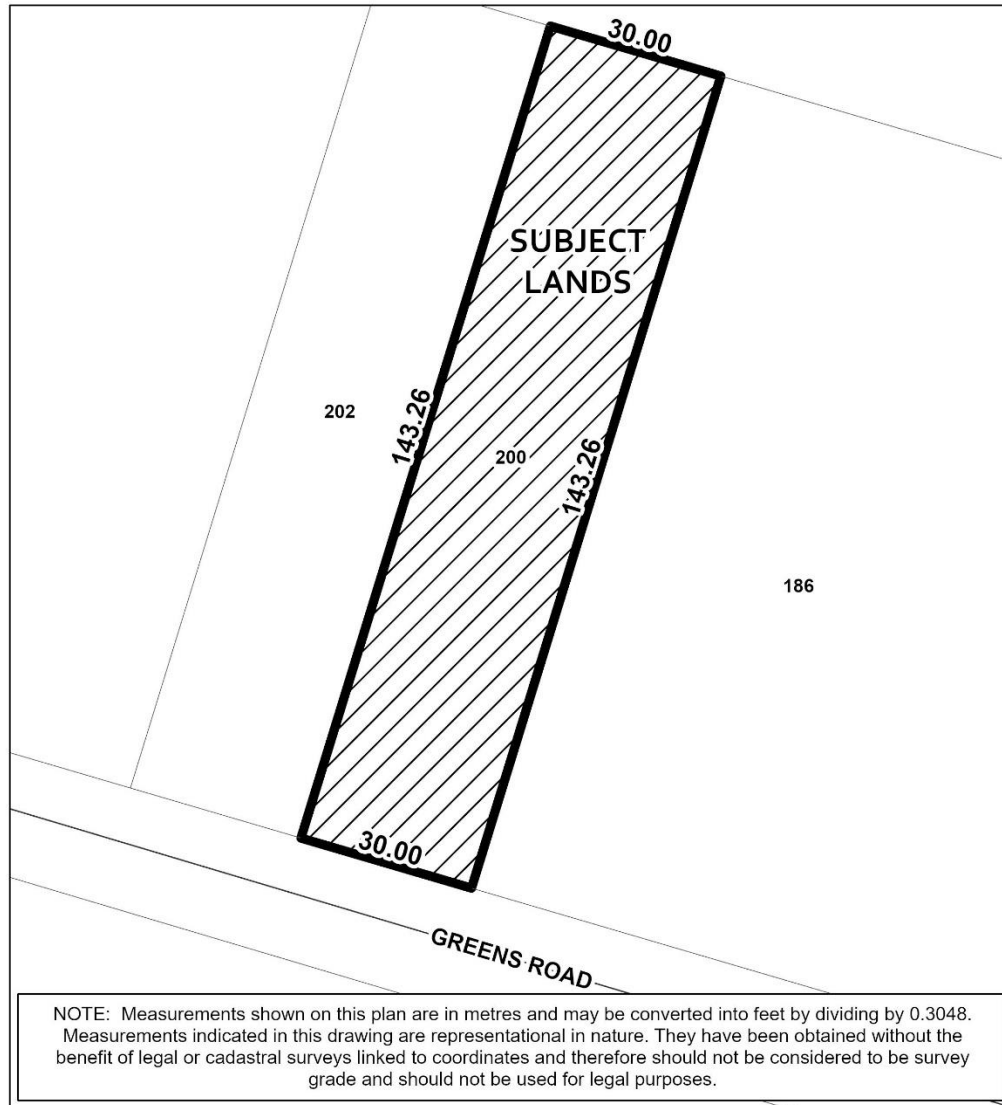 30.00
SUBJECT
LANDS
202
143.26
200
143.26
186
30.00
GREENS ROAD
NOTE: Measurements shown on this plan are in metres and may be converted into feet by dividing by 0.3048.
Measurements indicated in this drawing are representational in nature. They have been obtained without the
benefit of legal or cadastral surveys linked to coordinates and therefore should not be considered to be survey
grade and should not be used for legal purposes.